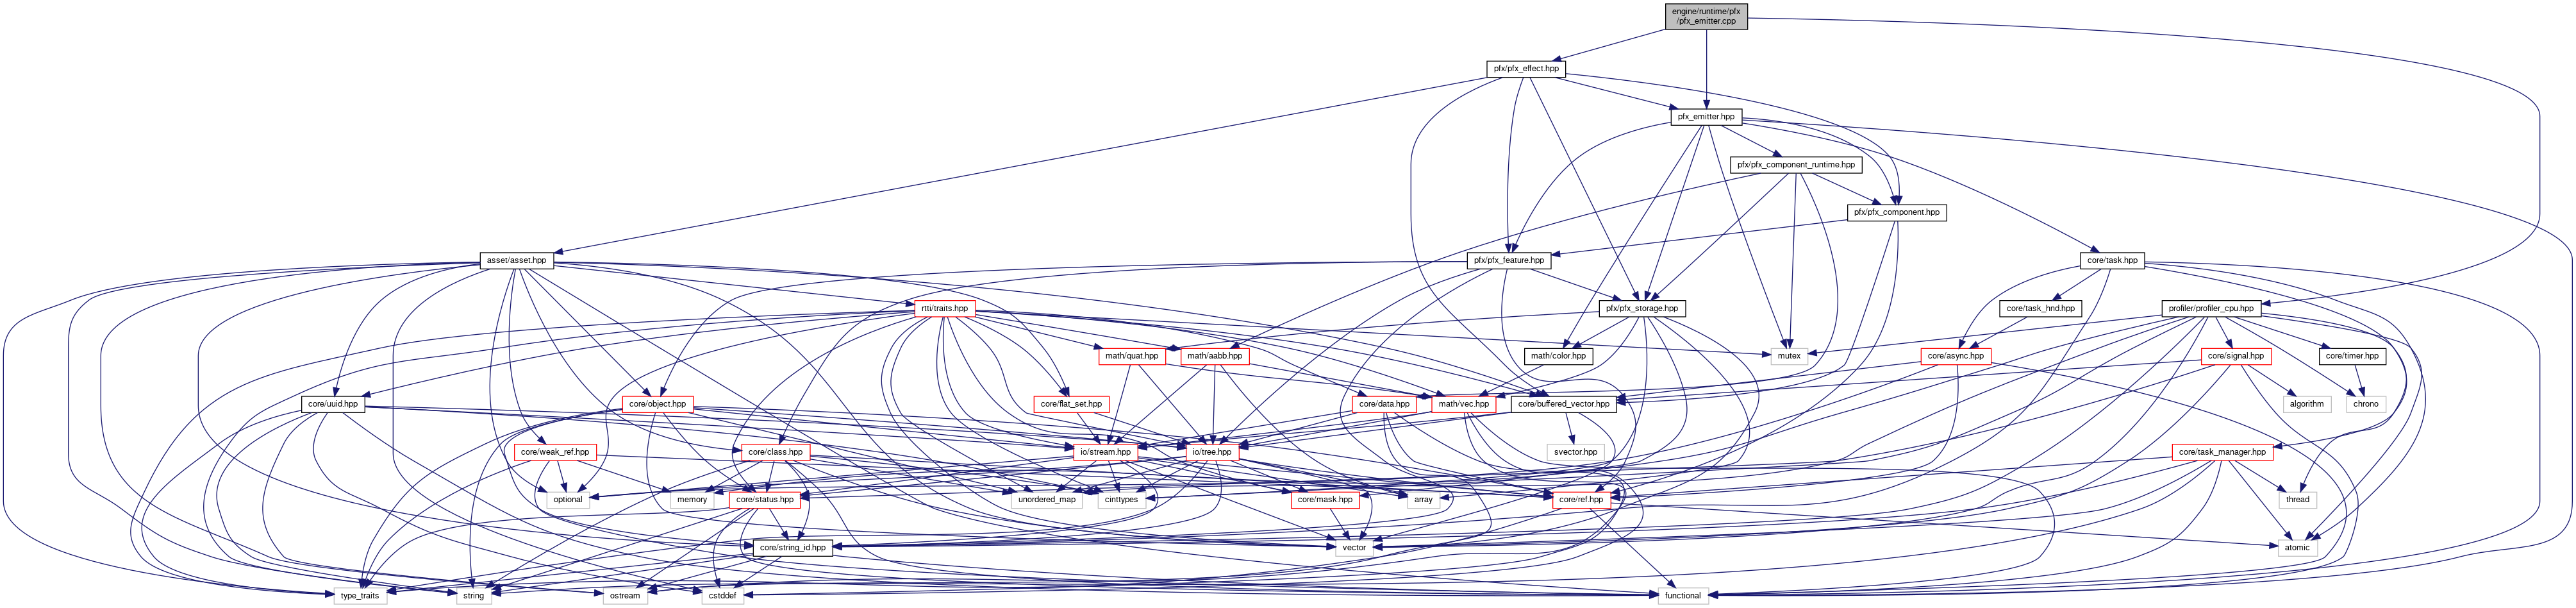 engine/runtime/pfx
/pfx_emitter.cpp
pfx/pfx_effect.hpp
pfx_emitter.hpp
pfx/pfx_component_runtime.hpp
pfx/pfx_component.hpp
asset/asset.hpp
pfx/pfx_feature.hpp
core/task.hpp
rtti/traits.hpp
pfx/pfx_storage.hpp
core/task_hnd.hpp
profiler/profiler_cpu.hpp
math/quat.hpp
math/aabb.hpp
math/color.hpp
mutex
core/async.hpp
core/signal.hpp
core/timer.hpp
core/uuid.hpp
core/object.hpp
core/flat_set.hpp
core/data.hpp
math/vec.hpp
core/buffered_vector.hpp
algorithm
chrono
core/weak_ref.hpp
core/class.hpp
io/stream.hpp
io/tree.hpp
svector.hpp
core/task_manager.hpp
optional
memory
core/status.hpp
unordered_map
cinttypes
core/mask.hpp
array
core/ref.hpp
thread
core/string_id.hpp
vector
atomic
type_traits
string
ostream
cstddef
functional